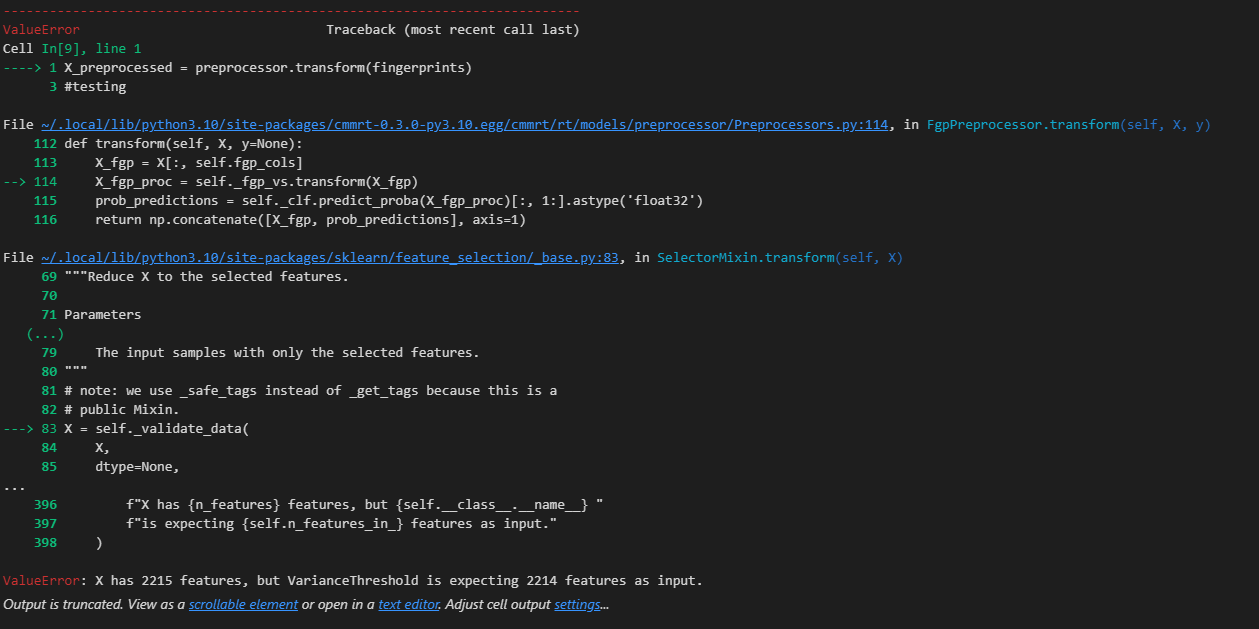 ---------------------------------------------------------------------------
ValueError                                Traceback (most recent call last)
Cell In[9], line 1
----> 1 X_preprocessed = preprocessor.transform(fingerprints)
      3 #testing

File ~/.local/lib/python3.10/site-packages/cmmrt-0.3.0-py3.10.egg/cmmrt/rt/models/preprocessor/Preprocessors.py:114, in FgpPreprocessor.transform(self, X, y)
    112 def transform(self, X, y=None):
    113     X_fgp = X[:, self.fgp_cols]
--> 114     X_fgp_proc = self._fgp_vs.transform(X_fgp)
    115     prob_predictions = self._clf.predict_proba(X_fgp_proc)[:, 1:].astype('float32')
    116     return np.concatenate([X_fgp, prob_predictions], axis=1)

File ~/.local/lib/python3.10/site-packages/sklearn/feature_selection/_base.py:83, in SelectorMixin.transform(self, X)
     69 """Reduce X to the selected features.
     70
     71 Parameters
   (...)
     79     The input samples with only the selected features.
     80 """
     81 # note: we use _safe_tags instead of _get_tags because this is a
     82 # public Mixin.
---> 83 X = self._validate_data(
     84     X,
     85     dtype=None,
...
    396         f"X has {n_features} features, but {self.__class__.__name__} "
    397         f"is expecting {self.n_features_in_} features as input."
    398     )

ValueError: X has 2215 features, but VarianceThreshold is expecting 2214 features as input.
Output is truncated. View as a scrollable element or open in a text editor. Adjust cell output settings...